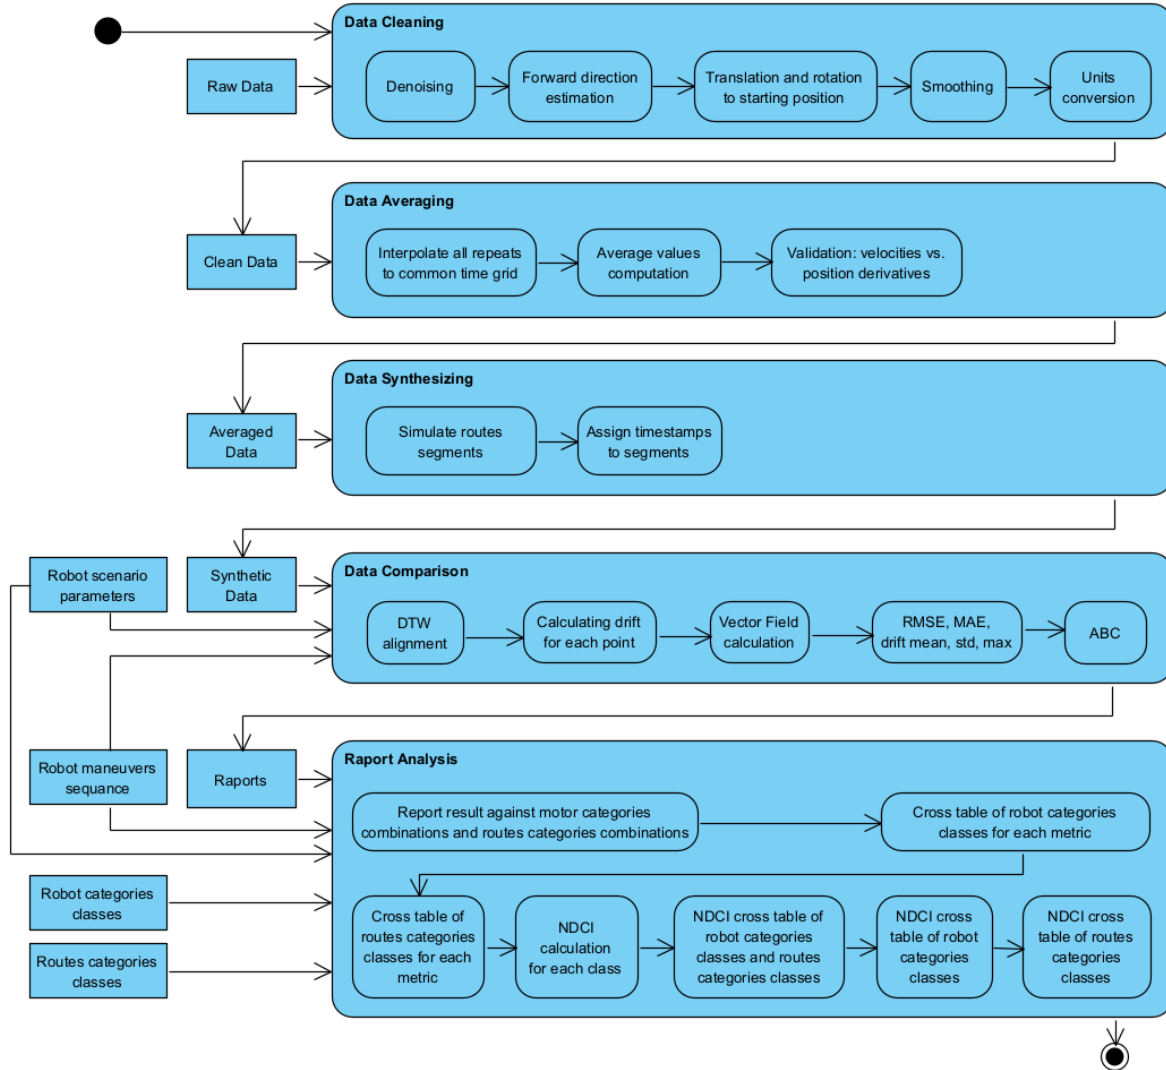 Data Cleaning
Raw Data
Denoising
Forward direction
estimation
Translation and rotation
to starting position
Smoothing
Units
conversion
Data Averaging
Clean Data
Interpolate all repeats
to common time grid
Average values
computation
Validation: velocities vs.
position derivatives
Data Synthesizing
Averaged
Data
Simulate routes
segments
Assign timestamps
to segments
Robot scenario
parameters
Synthetic
Data
Data Comparison
DTW
alignment
Calculating drift
for each point
Vector Field
calculation
RMSE, MAE,
drift mean, std, max
ABC
Robot maneuvers
sequance
Raports
Raport Analysis
Report result against motor categories
combinations and routes categories combinations
Cross table of robot categories
classes for each metric
Robot categories
classes
Routes categories
classes
Cross table of
routes categories
classes for each
metric
NDCI
calculation
for each class
NDCI cross table of
robot categories
classes and routes
categories classes
NDCI cross
table of robot
categories
classes
NDCI cross
table of routes
categories
classes